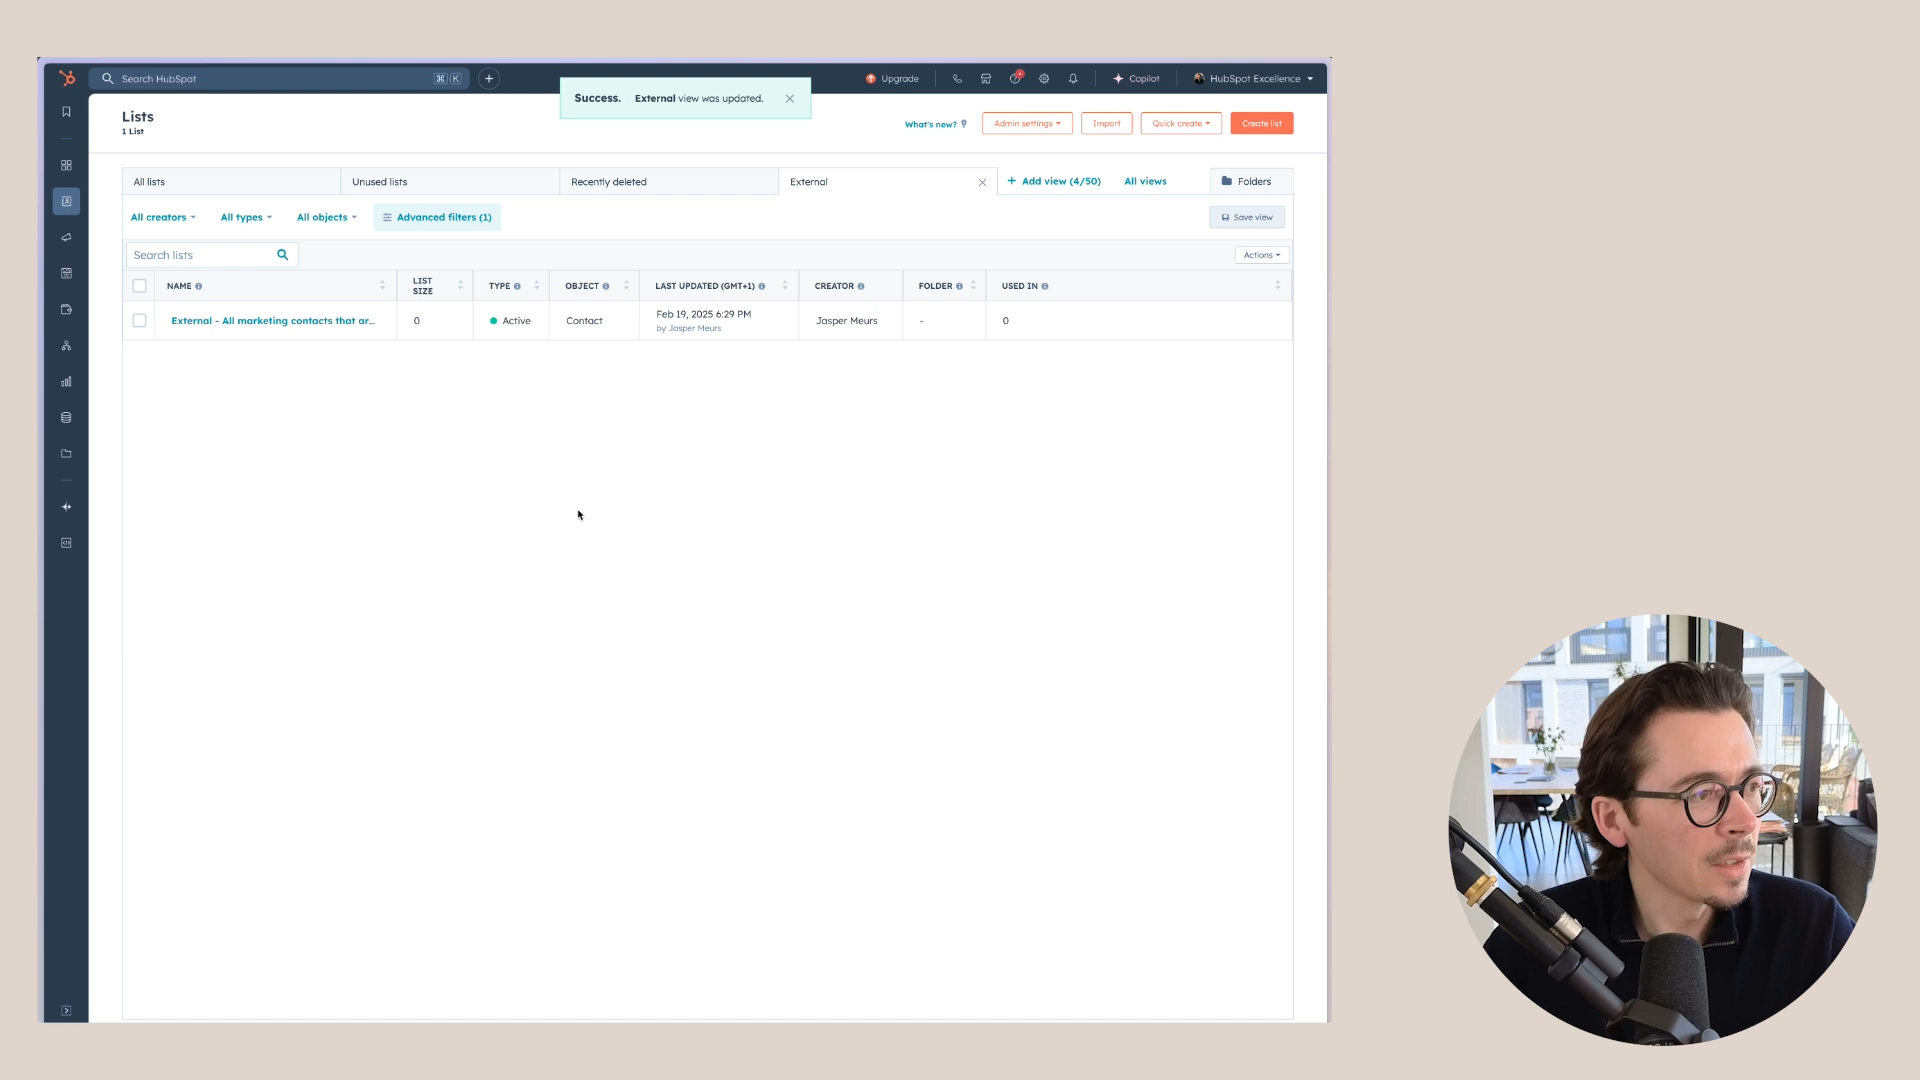 Search HubSpot
⌘ K
Upgrade
Copilot
HubSpot Excellence
Success. External view was updated.
Lists
1 List
What's new?
Admin settings
Import
Quick create
Create list
All lists
Unused lists
Recently deleted
External
+ Add view (4/50)
All views
Folders
All creators
All types
All objects
Advanced filters (1)
Save view
Search lists
Actions
NAME
LIST SIZE
TYPE
OBJECT
LAST UPDATED (GMT+1)
CREATOR
FOLDER
USED IN
External - All marketing contacts that ar...
0
Active
Contact
Feb 19, 2025 6:29 PM
by Jasper Meurs
Jasper Meurs
-
0